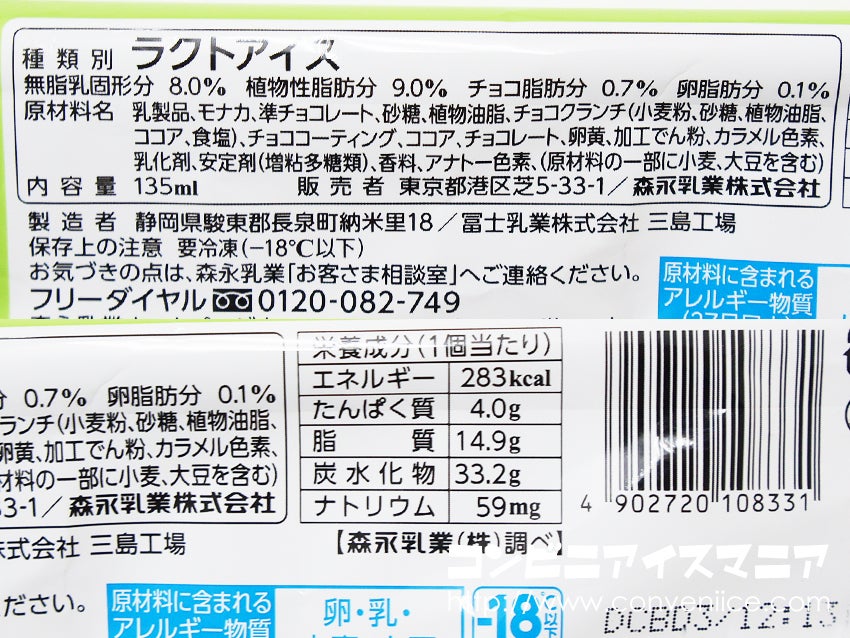 種類別 ラクトアイス
無脂乳固形分 8.0% 植物性脂肪分 9.0% チョコ脂肪分 0.7% 卵脂肪分 0.1%
原材料名 乳製品、モナカ、準チョコレート、砂糖、植物油脂、チョコクランチ(小麦粉、砂糖、植物油脂、
ココア、食塩)、チョココーティング、ココア、チョコレート、卵黄、加工でん粉、カラメル色素、
乳化剤、安定剤(増粘多糖類)、香料、アナトー色素、(原材料の一部に小麦、大豆を含む)
内容量 135ml 販売者 東京都港区芝5-33-1/森永乳業株式会社
製造者 静岡県駿東郡長泉町納米里18/冨士乳業株式会社 三島工場
保存上の注意 要冷凍(-18℃以下)
お気づきの点は、森永乳業「お客さま相談室」へご連絡ください。
フリーダイヤル 0120-082-749
原材料に含まれる
アレルギー物質
分 0.7% 卵脂肪分 0.1%
ランチ(小麦粉、砂糖、植物油脂、
卵黄、加工でん粉、カラメル色素、
材料の一部に小麦、大豆を含む)
3-1/森永乳業株式会社
株式会社 三島工場
ださい。
栄養成分(1個当たり)
エネルギー 283kcal
たんぱく質 4.0g
脂質 14.9g
炭水化物 33.2g
ナトリウム 59mg
【森永乳業(株)調べ】
4 902720 108331
コンビニアイスマニア
http://www.conveniice.com
原材料に含まれる
アレルギー物質
卵・乳・
-18℃以下
DCBD3/12.13